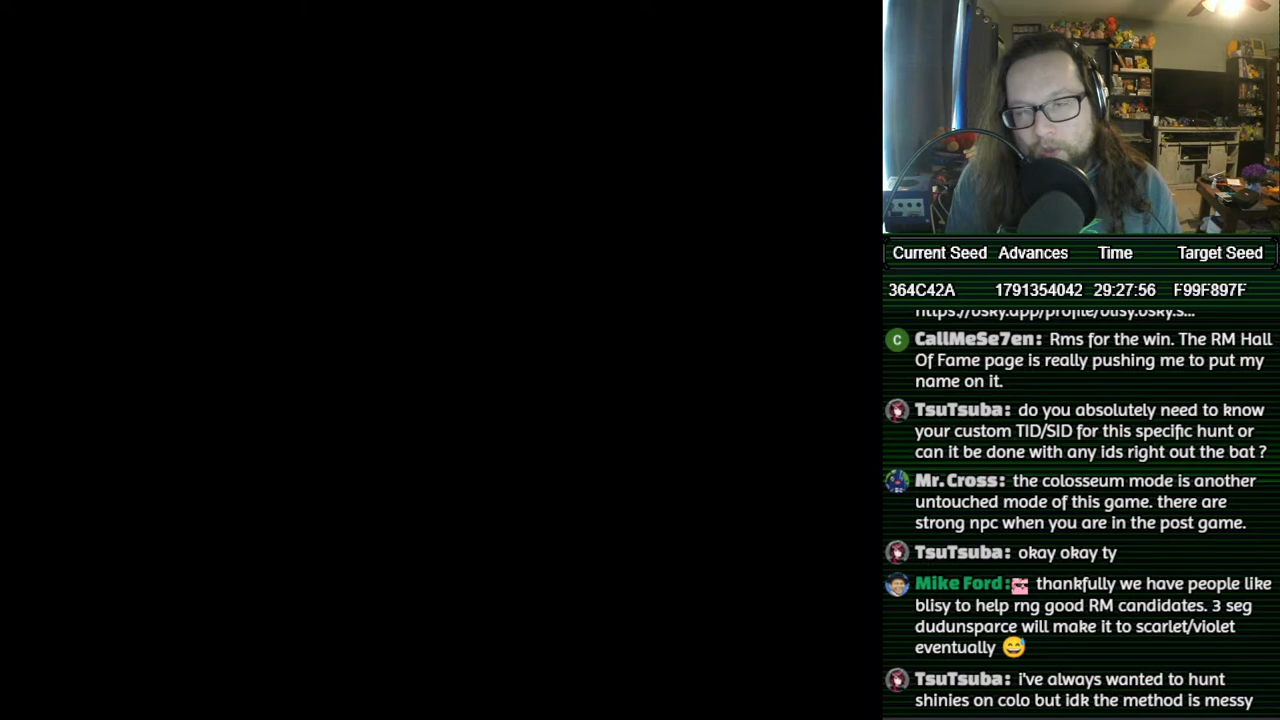 Current Seed Advances Time Target Seed
364C42A 1791354042 29:27:56 F99F897F
CallMeSe7en: Rms for the win. The RM Hall
Of Fame page is really pushing me to put my
name on it.
TsuTsuba: do you absolutely need to know
your custom TID/SID for this specific hunt or
can it be done with any ids right out the bat ?
Mr.Cross: the colosseum mode is another
untouched mode of this game. there are
strong npc when you are in the post game.
TsuTsuba: okay okay ty
Mike Ford: thankfully we have people like
blisy to help rng good RM candidates. 3 seg
dudunsparce will make it to scarlet/violet
eventually 😅
TsuTsuba: i've always wanted to hunt
shinies on colo but idk the method is messy